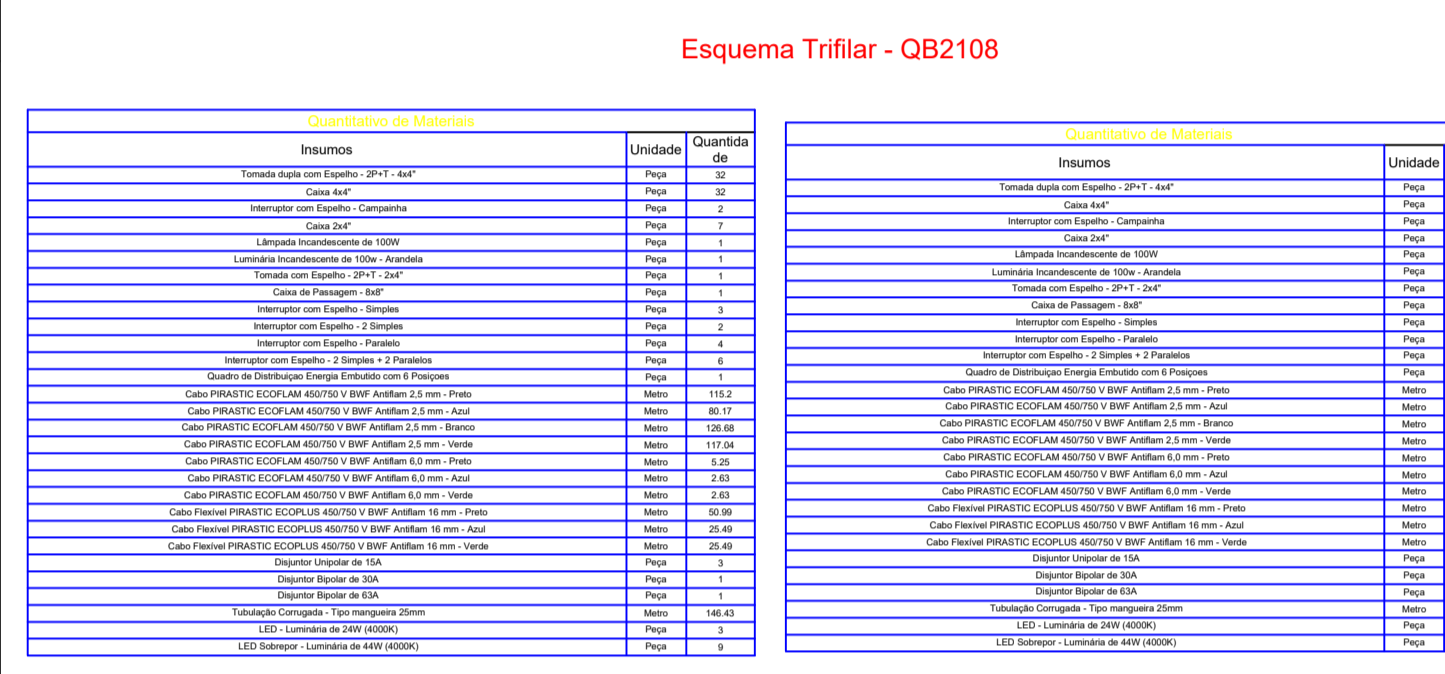 Esquema Trifilar - QB2108
Quantitativo de Materiais
Insumos Unidade Quantida
de
Tomada dupla com Espelho - 2P+T - 4x4" Peça 32
Caixa 4x4" Peça 32
Interruptor com Espelho - Campainha Peça 2
Caixa 2x4" Peça 7
Lâmpada Incandescente de 100W Peça 1
Luminária Incandescente de 100w - Arandela Peça 1
Tomada com Espelho - 2P+T - 2x4" Peça 1
Caixa de Passagem - 8x8" Peça 1
Interruptor com Espelho - Simples Peça 3
Interruptor com Espelho - 2 Simples Peça 2
Interruptor com Espelho - Paralelo Peça 4
Interruptor com Espelho - 2 Simples + 2 Paralelos Peça 6
Quadro de Distribuiçao Energia Embutido com 6 Posiçoes Peça 1
Cabo PIRASTIC ECOFLAM 450/750 V BWF Antiflam 2,5 mm - Preto Metro 115.2
Cabo PIRASTIC ECOFLAM 450/750 V BWF Antiflam 2,5 mm - Azul Metro 80.17
Cabo PIRASTIC ECOFLAM 450/750 V BWF Antiflam 2,5 mm - Branco Metro 126.68
Cabo PIRASTIC ECOFLAM 450/750 V BWF Antiflam 2,5 mm - Verde Metro 117.04
Cabo PIRASTIC ECOFLAM 450/750 V BWF Antiflam 6,0 mm - Preto Metro 5.25
Cabo PIRASTIC ECOFLAM 450/750 V BWF Antiflam 6,0 mm - Azul Metro 2.63
Cabo PIRASTIC ECOFLAM 450/750 V BWF Antiflam 6,0 mm - Verde Metro 2.63
Cabo Flexível PIRASTIC ECOPLUS 450/750 V BWF Antiflam 16 mm - Preto Metro 50.99
Cabo Flexível PIRASTIC ECOPLUS 450/750 V BWF Antiflam 16 mm - Azul Metro 25.49
Cabo Flexível PIRASTIC ECOPLUS 450/750 V BWF Antiflam 16 mm - Verde Metro 25.49
Disjuntor Unipolar de 15A Peça 3
Disjuntor Bipolar de 30A Peça 1
Disjuntor Bipolar de 63A Peça 1
Tubulação Corrugada - Tipo mangueira 25mm Metro 146.43
LED - Luminária de 24W (4000K) Peça 3
LED Sobrepor - Luminária de 44W (4000K) Peça 9
Quantitativo de Materiais
Insumos Unidade
Tomada dupla com Espelho - 2P+T - 4x4" Peça
Caixa 4x4" Peça
Interruptor com Espelho - Campainha Peça
Caixa 2x4" Peça
Lâmpada Incandescente de 100W Peça
Luminária Incandescente de 100w - Arandela Peça
Tomada com Espelho - 2P+T - 2x4" Peça
Caixa de Passagem - 8x8" Peça
Interruptor com Espelho - Simples Peça
Interruptor com Espelho - Paralelo Peça
Interruptor com Espelho - 2 Simples + 2 Paralelos Peça
Quadro de Distribuiçao Energia Embutido com 6 Posiçoes Peça
Cabo PIRASTIC ECOFLAM 450/750 V BWF Antiflam 2,5 mm - Preto Metro
Cabo PIRASTIC ECOFLAM 450/750 V BWF Antiflam 2,5 mm - Azul Metro
Cabo PIRASTIC ECOFLAM 450/750 V BWF Antiflam 2,5 mm - Branco Metro
Cabo PIRASTIC ECOFLAM 450/750 V BWF Antiflam 2,5 mm - Verde Metro
Cabo PIRASTIC ECOFLAM 450/750 V BWF Antiflam 6,0 mm - Preto Metro
Cabo PIRASTIC ECOFLAM 450/750 V BWF Antiflam 6,0 mm - Azul Metro
Cabo PIRASTIC ECOFLAM 450/750 V BWF Antiflam 6,0 mm - Verde Metro
Cabo Flexível PIRASTIC ECOPLUS 450/750 V BWF Antiflam 16 mm - Preto Metro
Cabo Flexível PIRASTIC ECOPLUS 450/750 V BWF Antiflam 16 mm - Azul Metro
Cabo Flexível PIRASTIC ECOPLUS 450/750 V BWF Antiflam 16 mm - Verde Metro
Disjuntor Unipolar de 15A Peça
Disjuntor Bipolar de 30A Peça
Disjuntor Bipolar de 63A Peça
Tubulação Corrugada - Tipo mangueira 25mm Metro
LED - Luminária de 24W (4000K) Peça
LED Sobrepor - Luminária de 44W (4000K) Peça